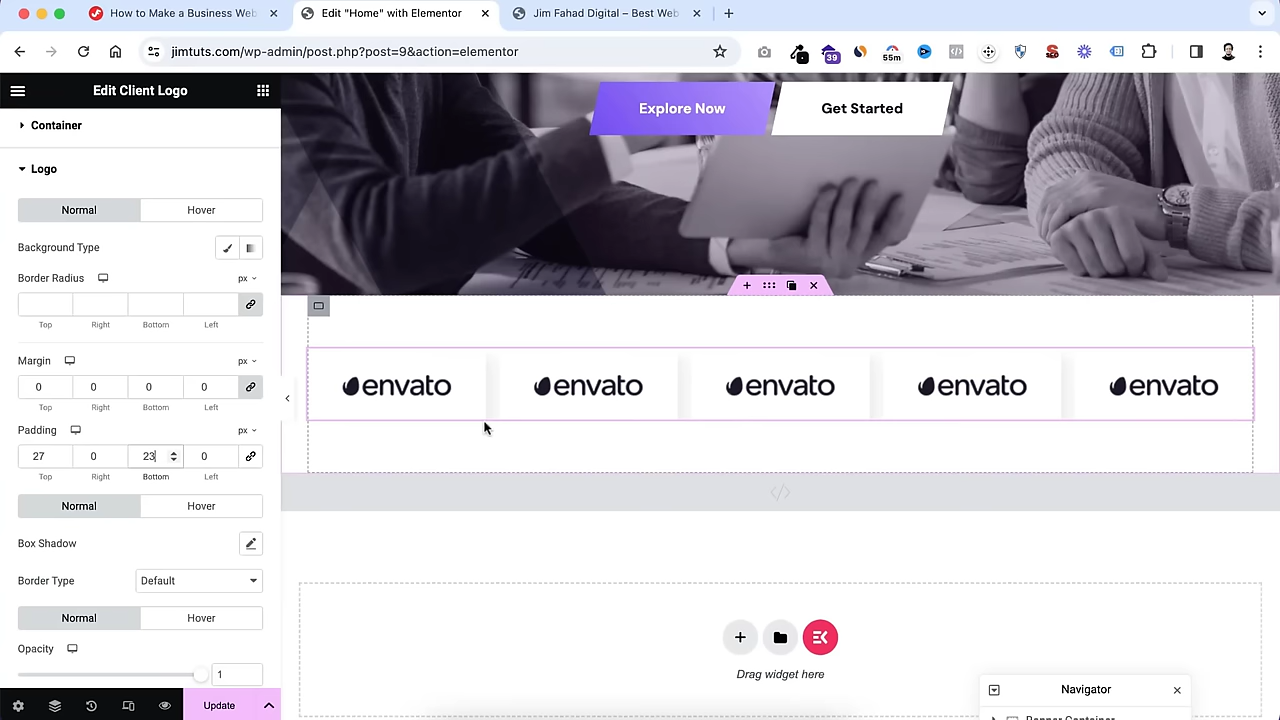 How to Make a Business Web
Edit "Home" with Elementor
Jim Fahad Digital – Best Web
jimtuts.com/wp-admin/post.php?post=9&action=elementor
39
55m
Edit Client Logo
Container
Logo
Normal
Hover
Background Type
Border Radius
px
Top
Right
Bottom
Left
Margin
px
0
0
0
0
Top
Right
Bottom
Left
Padding
px
27
0
23
0
Top
Right
Bottom
Left
Normal
Hover
Box Shadow
Border Type
Default
Normal
Hover
Opacity
1
Update
Explore Now
Get Started
envato
envato
envato
envato
envato
Drag widget here
Navigator
Banner Container